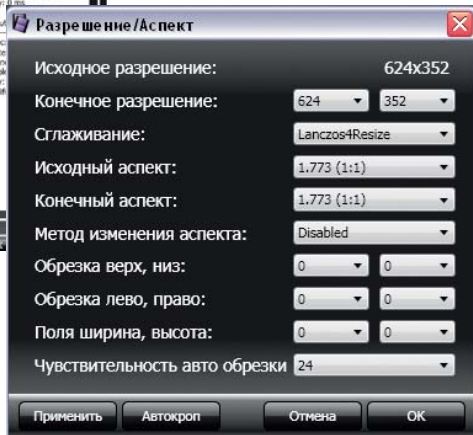 0 ms
Разрешение/Аспект
Исходное разрешение: 624x352
Конечное разрешение: 624 352
Сглаживание: Lanczos4Resize
Исходный аспект: 1.773 (1:1)
Конечный аспект: 1.773 (1:1)
Метод изменения аспекта: Disabled
Обрезка верх, низ: 0 0
Обрезка лево, право: 0 0
Поля ширина, высота: 0 0
Чувствительность авто обрезки 24
Применить Автокроп Отмена OK